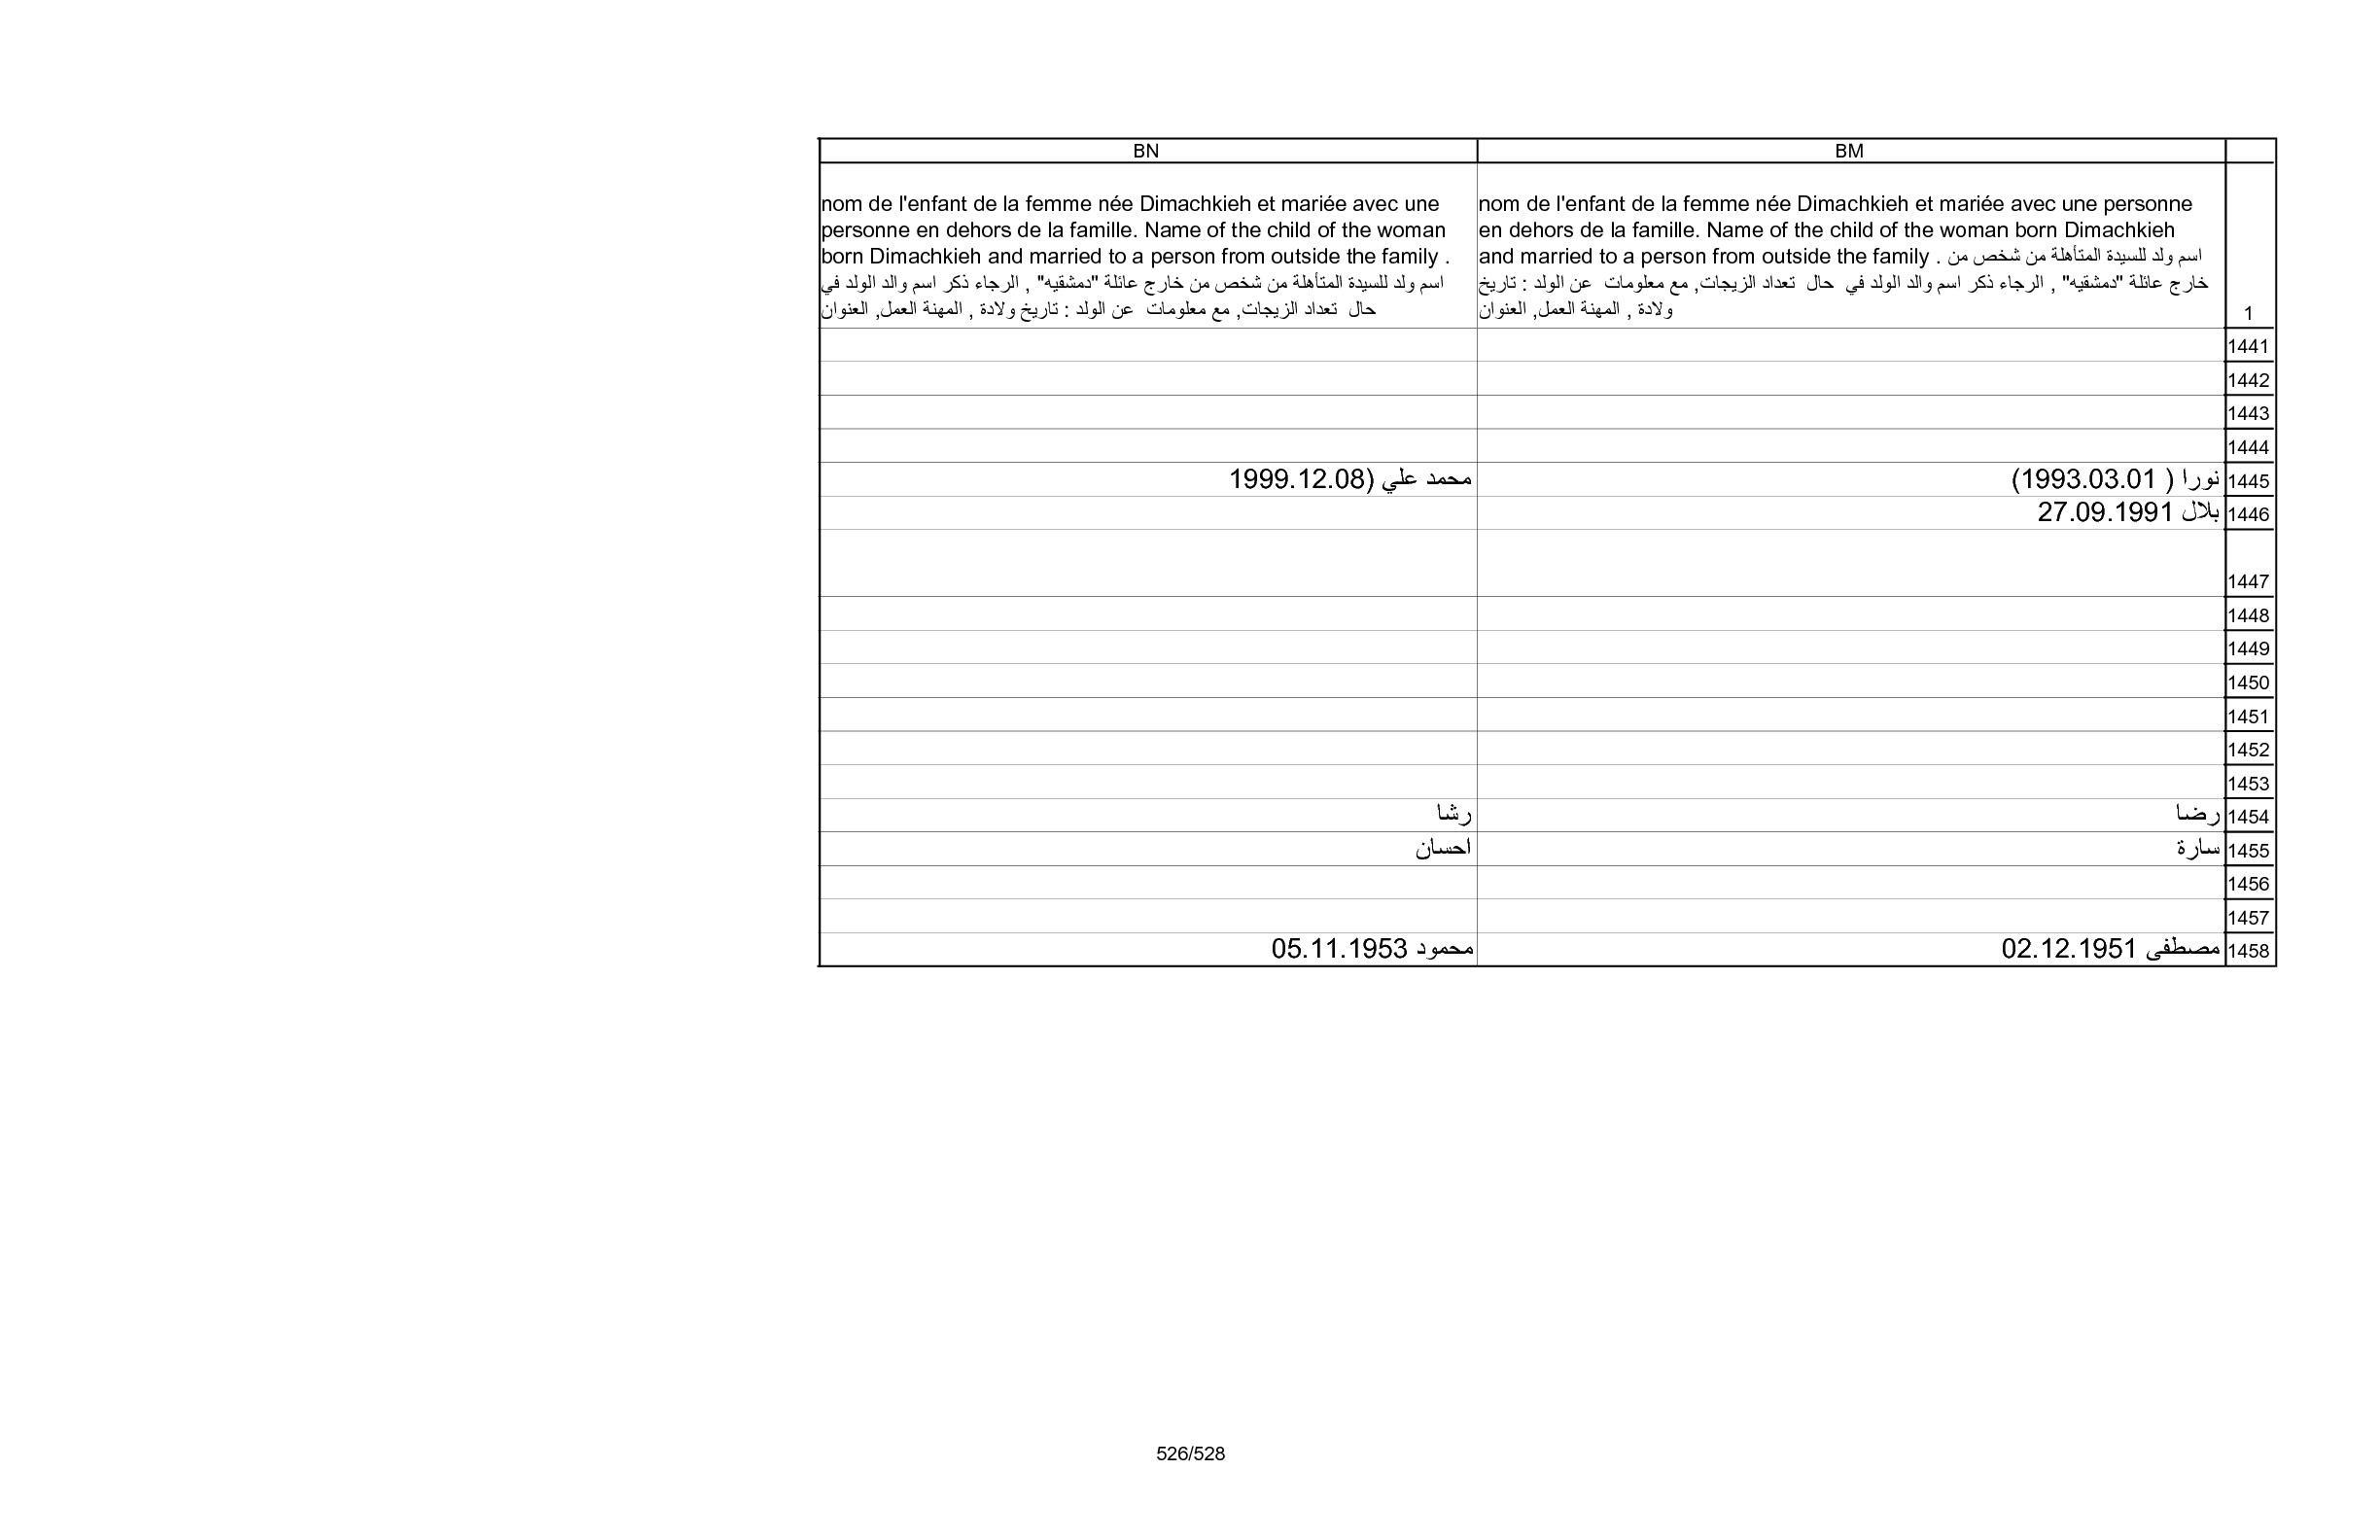 BM
BN
1
nom de l'enfant de la femme née Dimachkieh et mariée avec une personne
en dehors de la famille. Name of the child of the woman born Dimachkieh
and married to a person from outside the family . اسم ولد للسيدة المتأهلة من شخص من
خارج عائلة "دمشقيه" , الرجاء ذكر اسم والد الولد في حال تعداد الزيجات, مع معلومات عن الولد : تاريخ
ولادة , المهنة العمل, العنوان
nom de l'enfant de la femme née Dimachkieh et mariée avec une
personne en dehors de la famille. Name of the child of the woman
born Dimachkieh and married to a person from outside the family .
اسم ولد للسيدة المتأهلة من شخص من خارج عائلة "دمشقيه" , الرجاء ذكر اسم والد الولد في
حال تعداد الزيجات, مع معلومات عن الولد : تاريخ ولادة , المهنة العمل, العنوان
1441
1442
1443
1444
1445 نورا ( 1993.03.01) محمد علي (1999.12.08
1446 بلال 27.09.1991
1447
1448
1449
1450
1451
1452
1453
1454 رضا رشا
1455 سارة احسان
1456
1457
1458 مصطفى 02.12.1951 محمود 05.11.1953
526/528